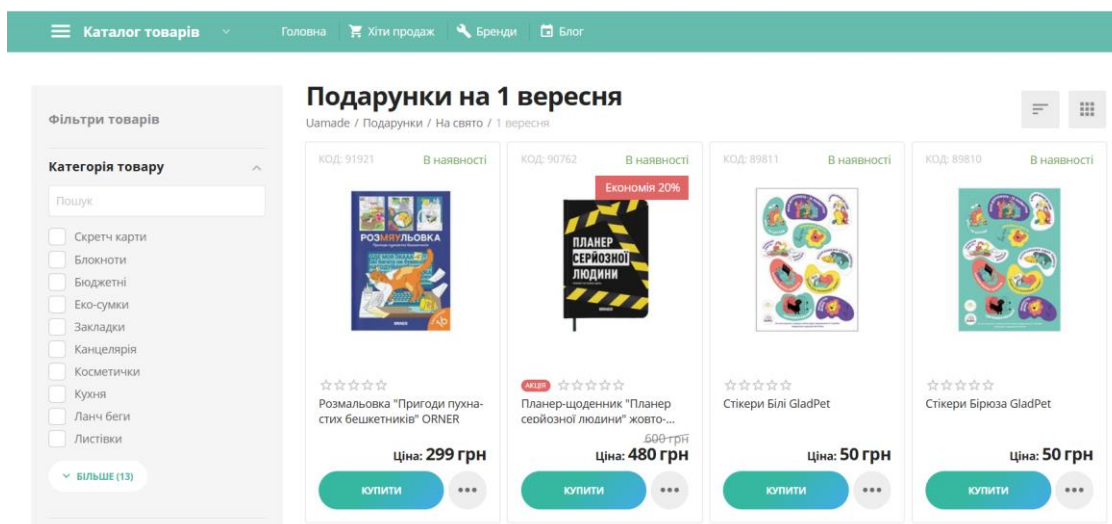 Каталог товарів
Головна
Хіти продаж
Бренди
Блог
Фільтри товарів
Категорія товару
Пошук
Скретч карти
Блокноти
Бюджетні
Еко-сумки
Закладки
Канцелярія
Косметички
Кухня
Ланч беги
Листівки
БІЛЬШЕ (13)
Подарунки на 1 вересня
Uamade / Подарунки / На свято / 1 вересня
КОД: 91921
В наявності
РОЗМЯУЛЬОВКА
ORNER
Розмальовка "Пригоди пухна-
стих бешкетників" ORNER
Ціна: 299 грн
КУПИТИ
КОД: 90762
В наявності
Економія 20%
ПЛАНЕР
СЕРЙОЗНОЇ
ЛЮДИНИ
ORNER
АКЦІЯ
Планер-щоденник "Планер
серйозної людини" жовто-...
600 грн
Ціна: 480 грн
КУПИТИ
КОД: 89811
В наявності
Стікери Білі GladPet
Ціна: 50 грн
КУПИТИ
КОД: 89810
В наявності
Стікери Бірюза GladPet
Ціна: 50 грн
КУПИТИ